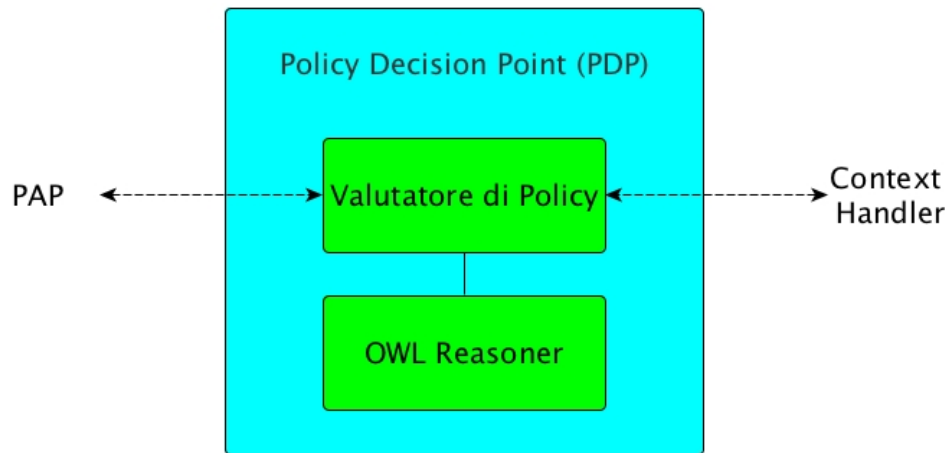 Policy Decision Point (PDP)
PAP
Valutatore di Policy
Context
Handler
OWL Reasoner